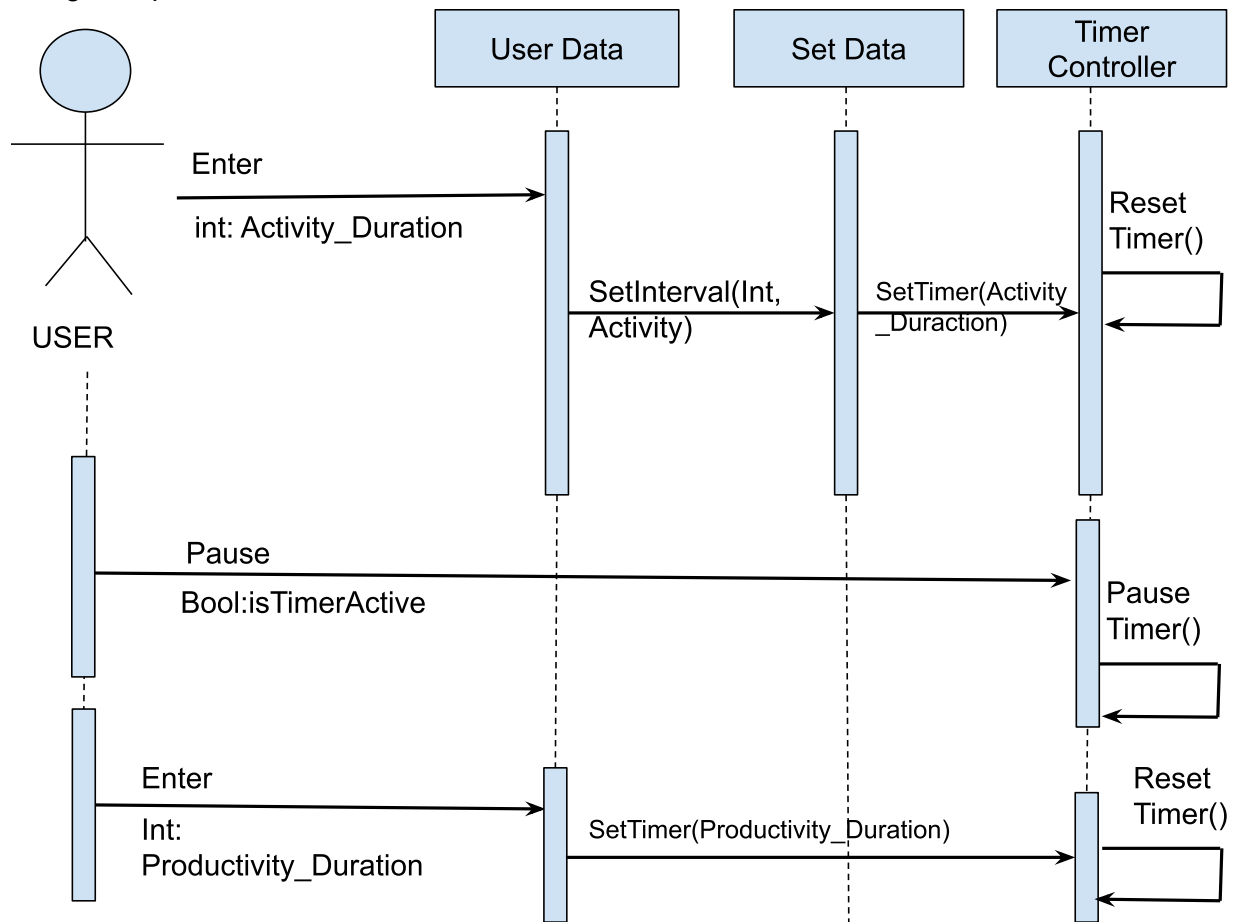 User Data
Set Data
Timer
Controller
Enter
int: Activity_Duration
Reset
Timer()
SetInterval(Int,
Activity)
SetTimer(Activity
_Duraction)
USER
Pause
Bool:isTimerActive
Pause
Timer()
Enter
Int:
Productivity_Duration
SetTimer(Productivity_Duration)
Reset
Timer()